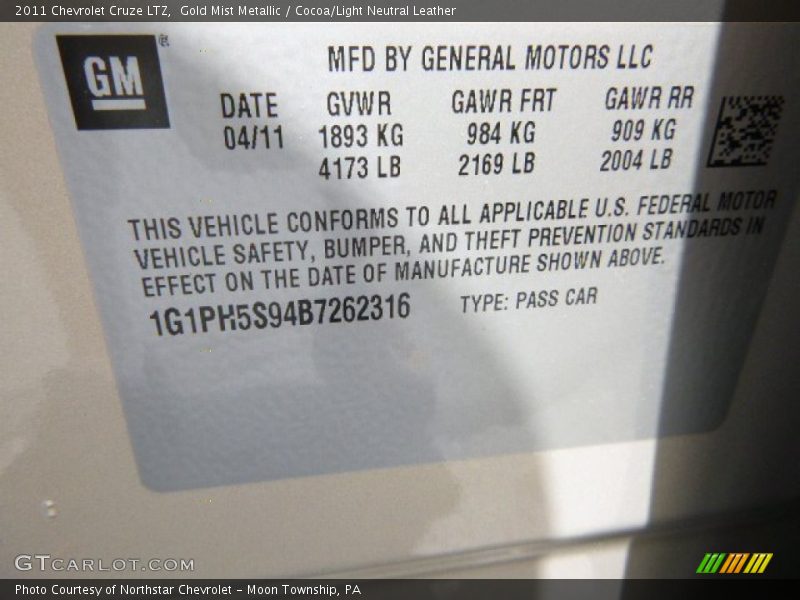 2011 Chevrolet Cruze LTZ,  Gold Mist Metallic / Cocoa/Light Neutral Leather
GM ®
MFD BY GENERAL MOTORS LLC
DATE GVWR GAWR FRT GAWR RR
04/11 1893 KG 984 KG 909 KG
4173 LB 2169 LB 2004 LB
THIS VEHICLE CONFORMS TO ALL APPLICABLE U.S. FEDERAL MOTOR
VEHICLE SAFETY, BUMPER, AND THEFT PREVENTION STANDARDS IN
EFFECT ON THE DATE OF MANUFACTURE SHOWN ABOVE.
1G1PH5S94B7262316 TYPE: PASS CAR
GTCARLOT.COM
Photo Courtesy of Northstar Chevrolet - Moon Township, PA